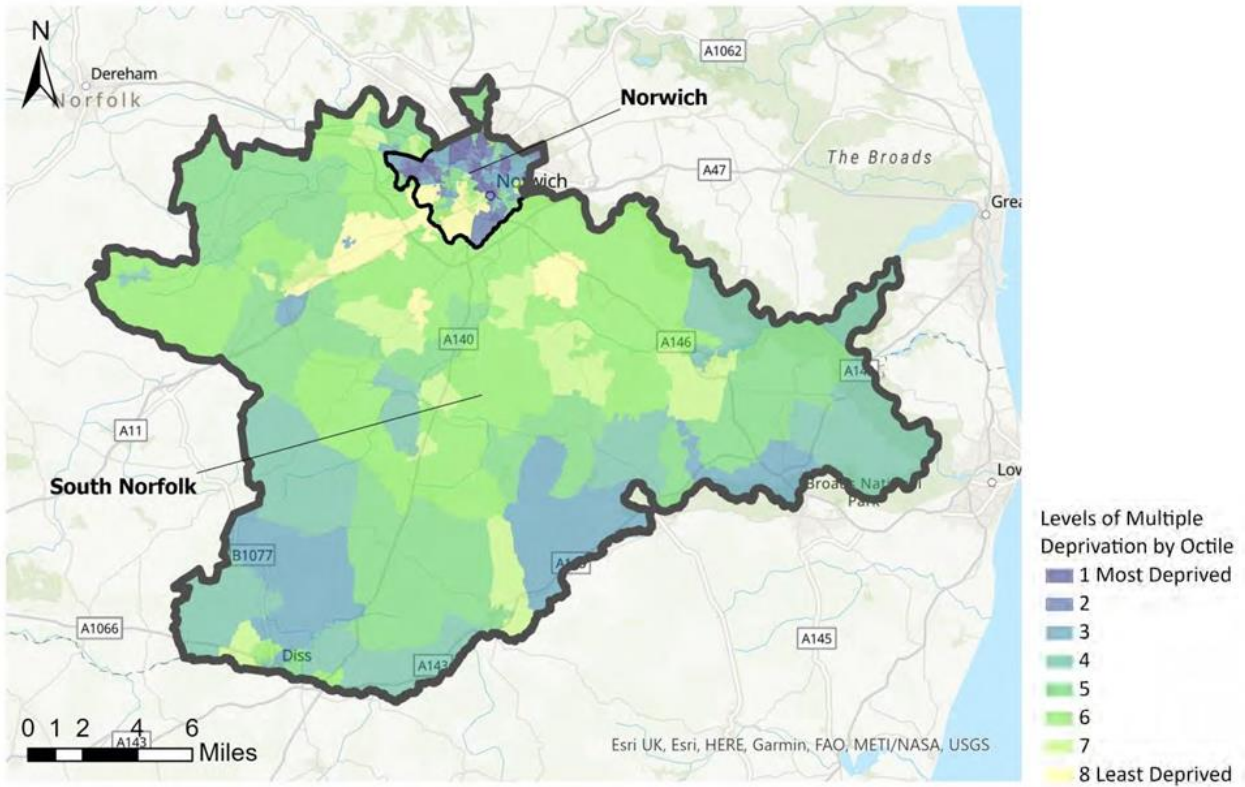 N
Dereham
Norfolk
A1062
Norwich
The Broads
A47
Norwich
Grea
A140
A146
A14
A11
South Norfolk
Broads National
Park
Low
B1077
A143
A1066
Diss
A143
A145
0 1 2 4 6
Miles
A143
Esri UK, Esri, HERE, Garmin, FAO, METI/NASA, USGS
Levels of Multiple
Deprivation by Octile
1 Most Deprived
2
3
4
5
6
7
8 Least Deprived